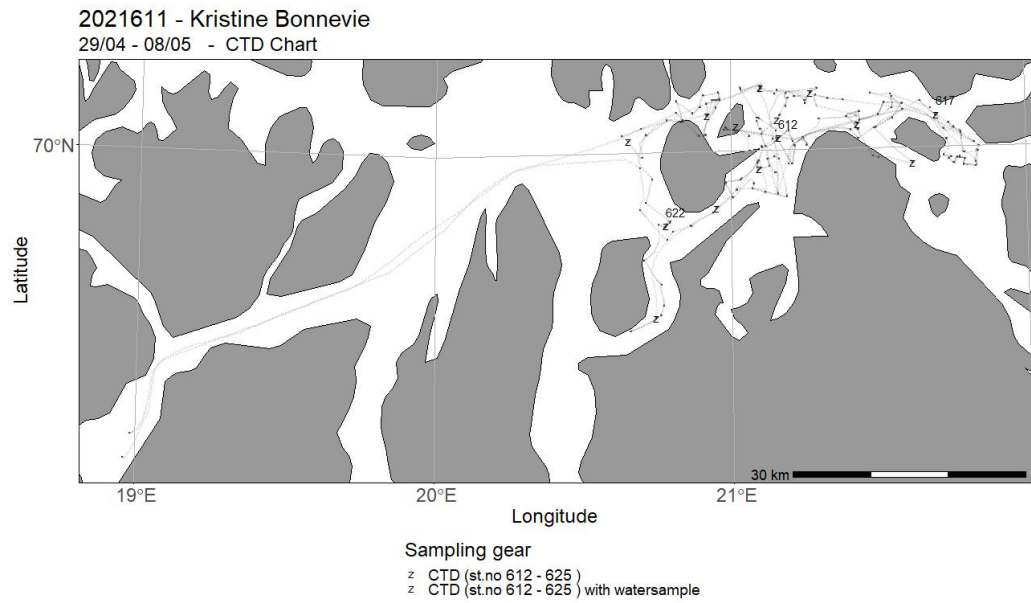 2021611 - Kristine Bonnevie
29/04 - 08/05 - CTD Chart
617
612
70°N
622
Latitude
30 km
19°E 20°E 21°E
Longitude
Sampling gear
z CTD (st.no 612 - 625 )
z CTD (st.no 612 - 625 ) with watersample